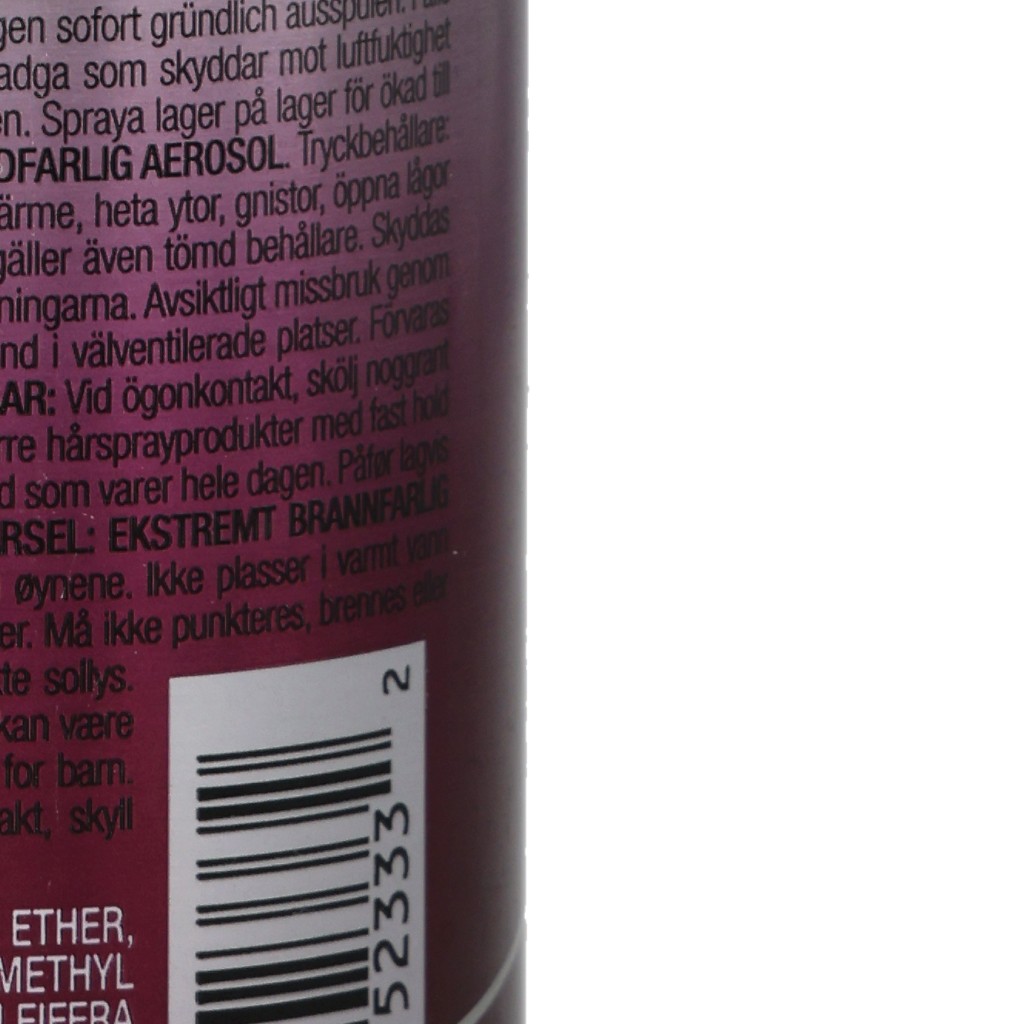 gen sofort gründlich ausspülen.
adga som skyddar mot luftfuktighet
en. Spraya lager på lager för ökad till
DFARLIG AEROSOL. Tryckbehållare:
ärme, heta ytor, gnistor, öppna lågor
gäller även tömd behållare. Skyddas
ningarna. Avsiktligt missbruk genom
nd i välventilerade platser. Förvaras
AR: Vid ögonkontakt, skölj noggrant
rre hårsprayprodukter med fast hold
d som varer hele dagen. Påfør lagvis
RSEL: EKSTREMT BRANNFARLIG
øynene. Ikke plasser i varmt vann
er. Må ikke punkteres, brennes eller
te sollys.
kan være
for barn.
akt, skyll
ETHER,
METHYL
LEIFERA
52333 2